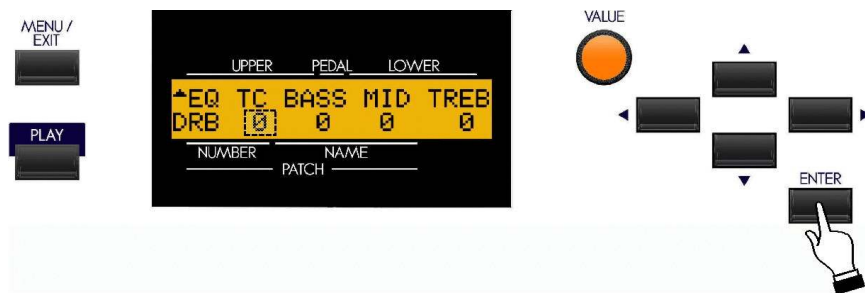 MENU /
EXIT
PLAY
UPPER PEDAL LOWER
EQ TC BASS MID TREB
DRB 0 0 0 0
NUMBER NAME
PATCH
VALUE
ENTER